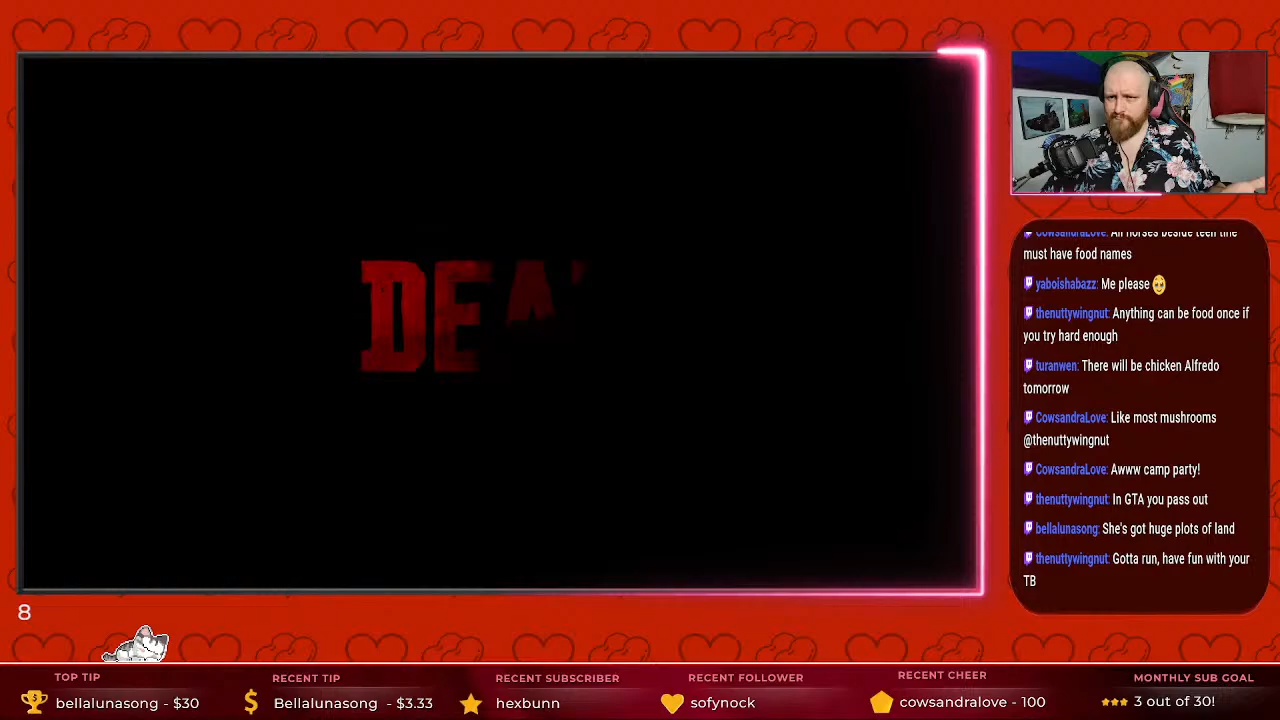 DEA
CowsandraLove: All horses beside teen tine
must have food names
yaboishabazz: Me please
thenuttywingnut: Anything can be food once if
you try hard enough
turanwen: There will be chicken Alfredo
tomorrow
CowsandraLove: Like most mushrooms
@thenuttywingnut
CowsandraLove: Awww camp party!
thenuttywingnut: In GTA you pass out
bellalunasong: She's got huge plots of land
thenuttywingnut: Gotta run, have fun with your
TB
8
TOP TIP
bellalunasong - $30
RECENT TIP
Bellalunasong - $3.33
RECENT SUBSCRIBER
hexbunn
RECENT FOLLOWER
sofynock
RECENT CHEER
cowsandralove - 100
MONTHLY SUB GOAL
3 out of 30!